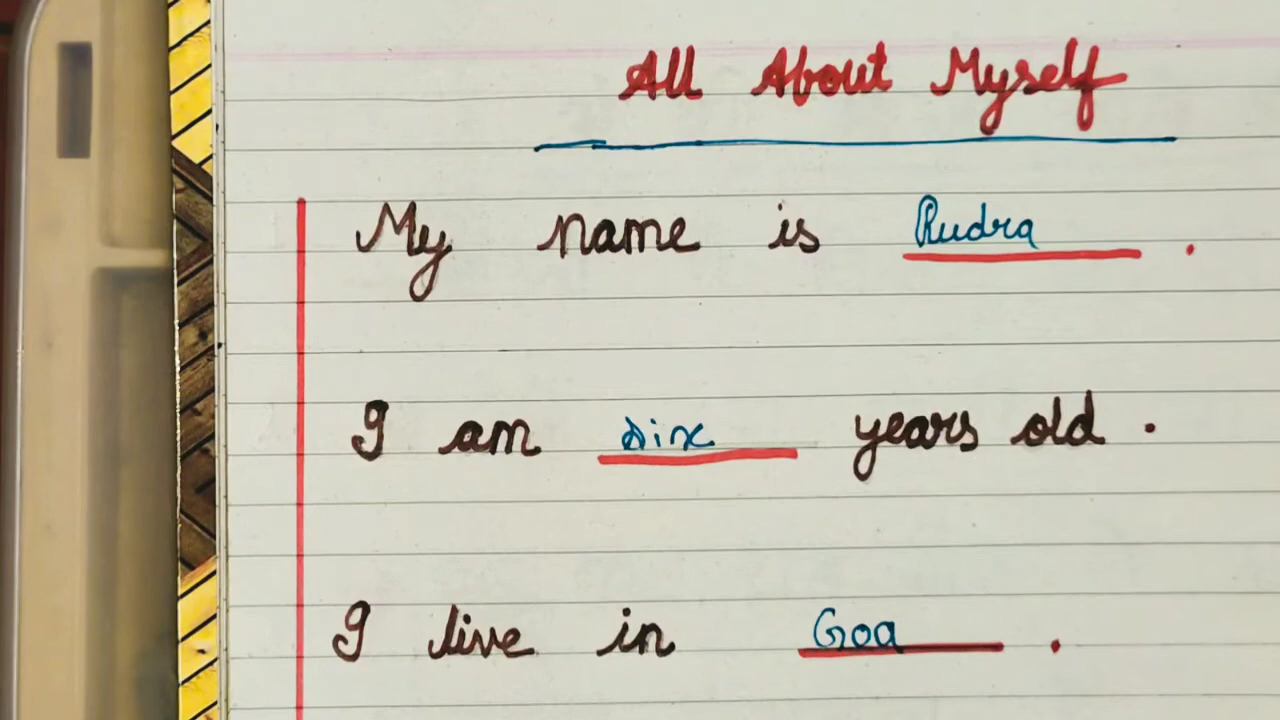 All About Myself
My name is Rudra.
I am six years old.
I live in Goa.